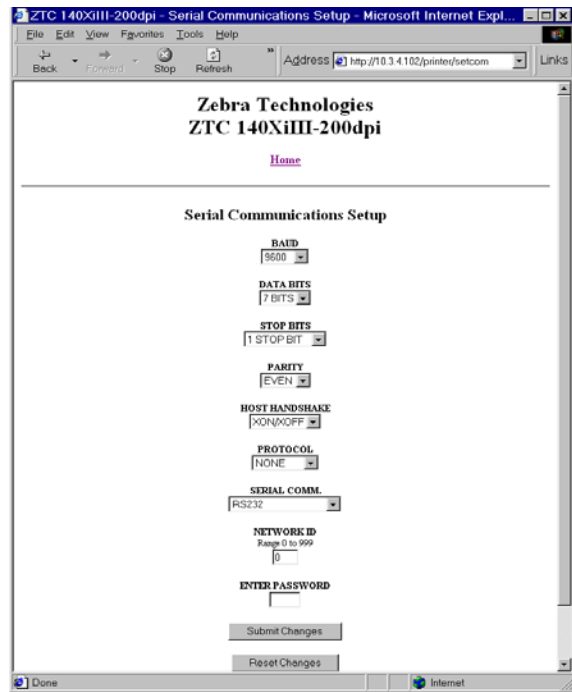 ZTC 140XiIII-200dpi - Serial Communications Setup - Microsoft Internet Expl...
File Edit View Favorites Tools Help
Back Forward Stop Refresh » Address http://10.3.4.102/printer/setcom Links
Zebra Technologies
ZTC 140XiIII-200dpi
Home
Serial Communications Setup
BAUD
9600
DATA BITS
7 BITS
STOP BITS
1 STOP BIT
PARITY
EVEN
HOST HANDSHAKE
XON/XOFF
PROTOCOL
NONE
SERIAL COMM.
RS232
NETWORK ID
Range 0 to 999
0
ENTER PASSWORD
Submit Changes
Reset Changes
Done Internet